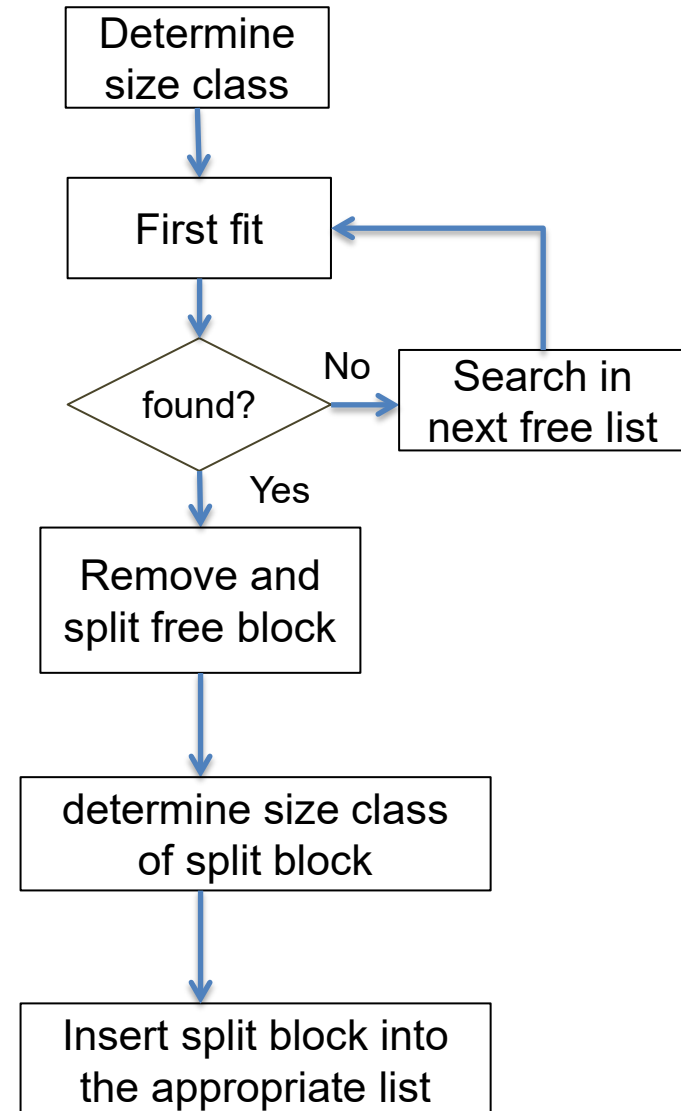 Determine
size class
First fit
found?
No
Search in
next free list
Yes
Remove and
split free block
determine size class
of split block
Insert split block into
the appropriate list